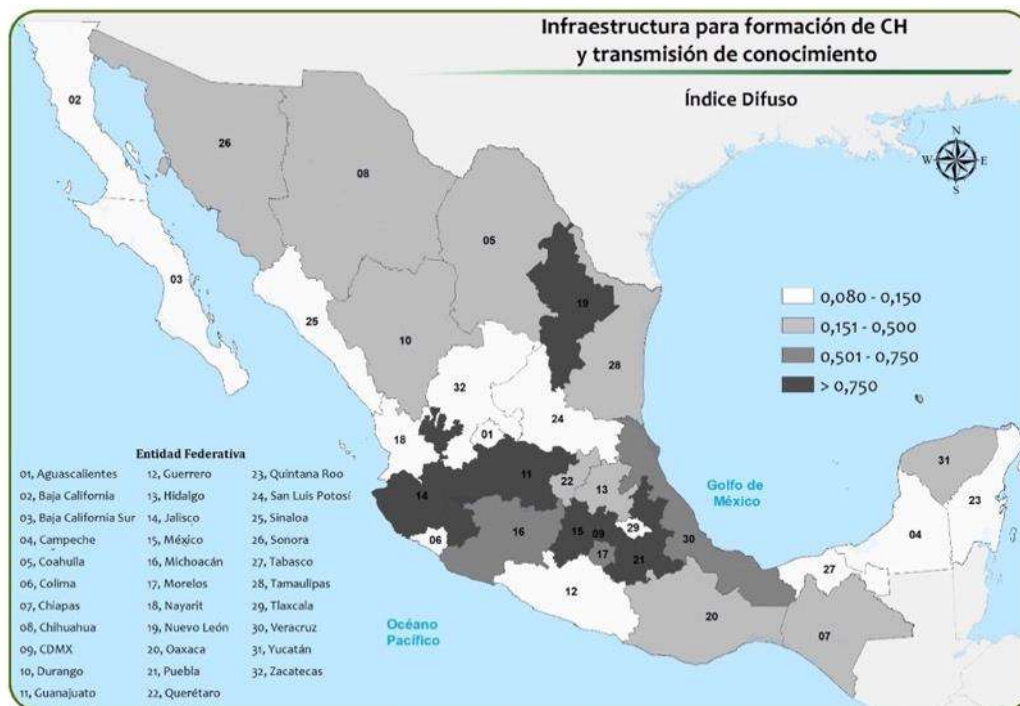 Infraestructura para formación de CH
y transmisión de conocimiento
Índice Difuso
N
W E
S
02
26
08
05
03
19
25
10
28
32
24
18
01
31
11
22
13
14
23
29
15
09
04
16
30
06
17
21
27
12
20
07
0,080 - 0,150
0,151 - 0,500
0,501 - 0,750
> 0,750
Golfo de
México
Océano
Pacífico
Entidad Federativa
01, Aguascalientes
02, Baja California
03, Baja California Sur
04, Campeche
05, Coahulla
06, Colima
07, Chiapas
08, Chihuahua
09, CDMX
10, Durango
11, Guanajuato
12, Guerrero
13, Hidalgo
14, Jalisco
15, México
16, Michoacán
17, Morelos
18, Nayarit
19, Nuevo León
20, Oaxaca
21, Puebla
22, Querétaro
23, Quintana Roo
24, San Luis Potosí
25, Sinaloa
26, Sonora
27, Tabasco
28, Tamaulipas
29, Tlaxcala
30, Veracruz
31, Yucatán
32, Zacatecas